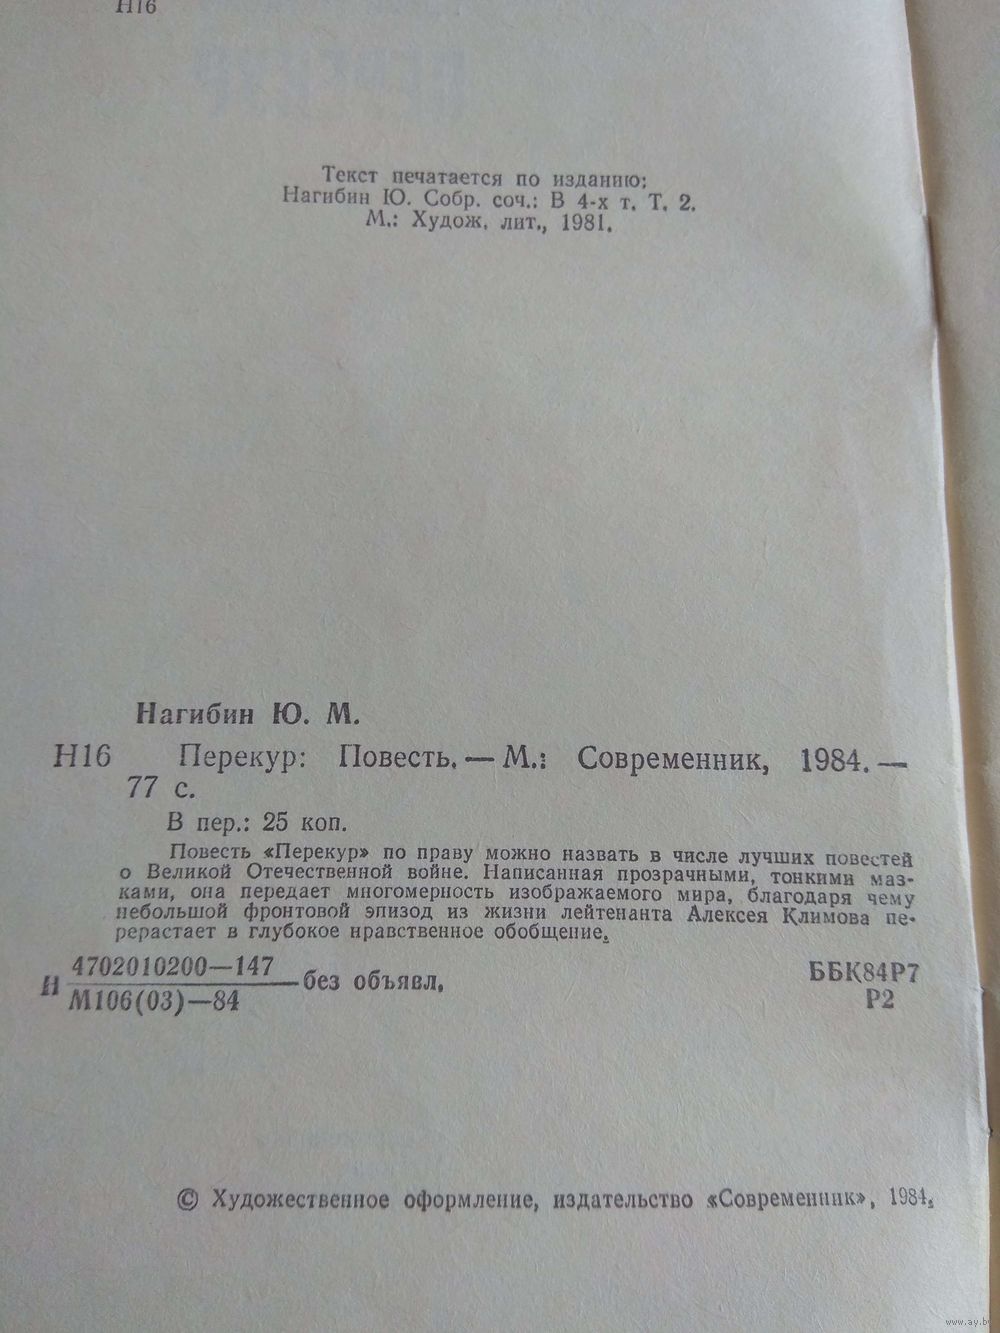 Н16
Текст печатается по изданию:
Нагибин Ю. Собр. соч.: В 4-х т. Т. 2.
М.: Худож. лит., 1981.
Нагибин Ю. М.
Н16 Перекур: Повесть. — М.: Современник, 1984. —
77 с.
В пер.: 25 коп.
Повесть «Перекур» по праву можно назвать в числе лучших повестей
о Великой Отечественной войне. Написанная прозрачными, тонкими маз-
ками, она передает многомерность изображаемого мира, благодаря чему
небольшой фронтовой эпизод из жизни лейтенанта Алексея Климова пе-
рерастает в глубокое нравственное обобщение.
Н 4702010200—147 без объявл. ББК84Р7
М106(03)—84 Р2
© Художественное оформление, издательство «Современник», 1984.
www.ay.by